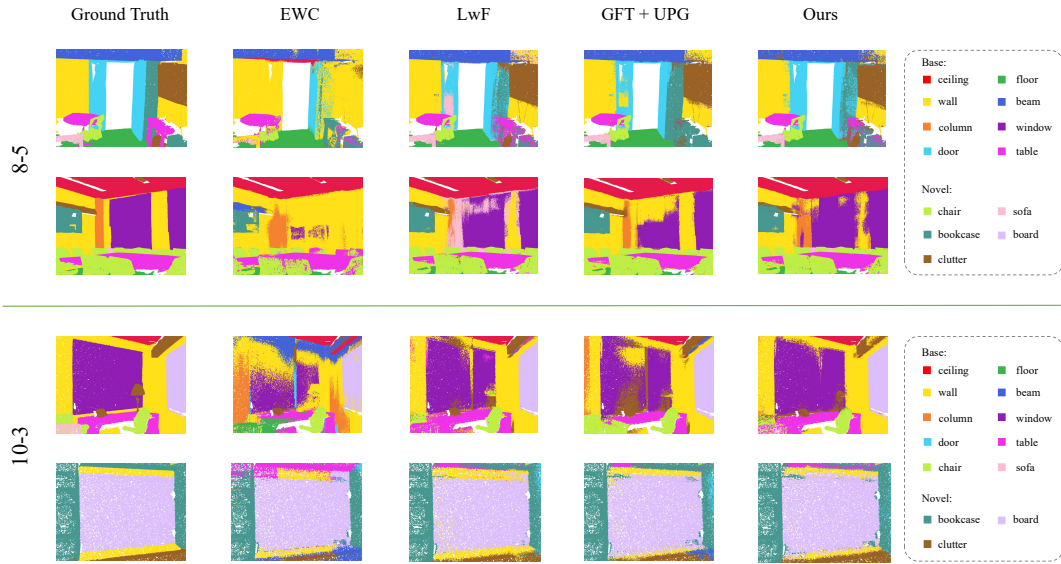 Ground Truth EWC LwF GFT + UPG Ours
8-5
Base:
ceiling floor
wall beam
column window
door table
Novel:
chair sofa
bookcase board
clutter
10-3
Base:
ceiling floor
wall beam
column window
door table
chair sofa
Novel:
bookcase board
clutter